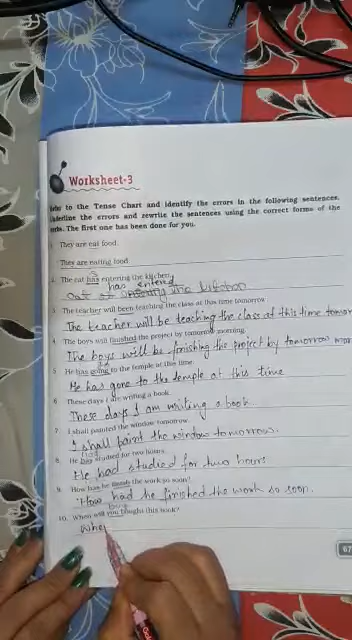 Worksheet-3
Refer to the Tense Chart and identify the errors in the following sentences.
Underline the errors and rewrite the sentences using the correct forms of the
verbs. The first one has been done for you.
1. They are eat food.
They are eating food
2. The cat has entering the kitchen.
has entered
cat the kitchen
3. The teacher will been teaching the class at this time tomorrow.
The teacher will be teaching the class at this time tomor
4. The boys will finished the project by tomorrow morning.
The boys will be finishing the project by tomorrow mor
5. He has going to the temple at this time.
He has gone to the temple at this time
6. These days I are writing a book.
These days I am writing a book
7. I shall painted the window tomorrow.
I shall paint the window tomorrow.
8. He has studied for two hours.
He had studied for two hours
9. How has he finish the work so soon?
How had he finished the work so soon.
10. When will you bought this book?
Whe
67